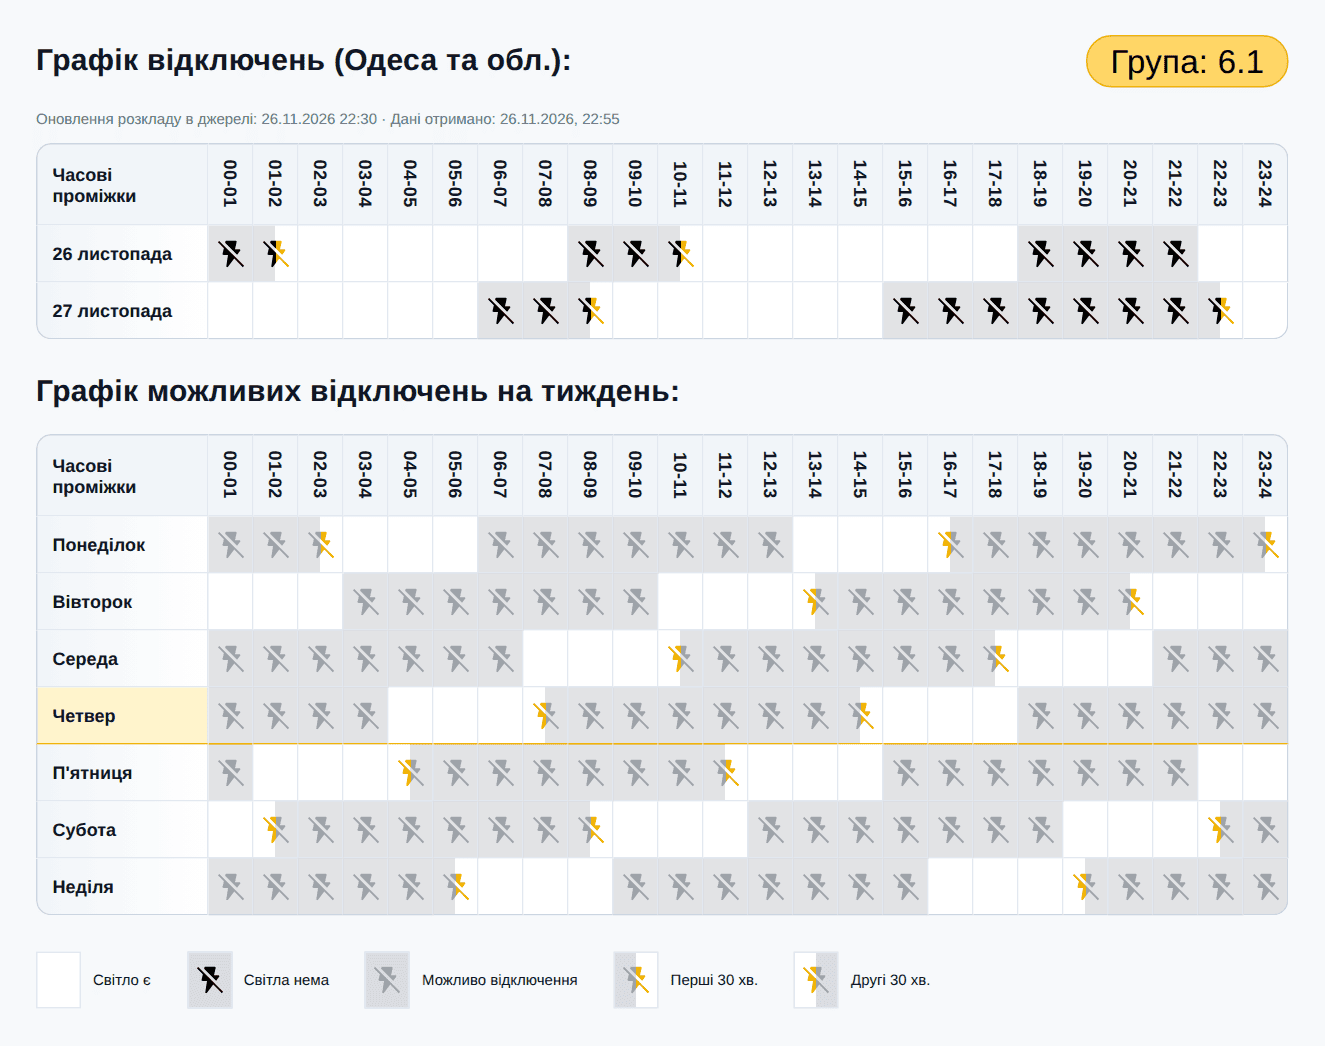 Графік відключень (Одеса та обл.):
Група: 6.1
Оновлення розкладу в джерелі: 26.11.2026 22:30 · Дані отримано: 26.11.2026, 22:55
Часові проміжки 00-01 01-02 02-03 03-04 04-05 05-06 06-07 07-08 08-09 09-10 10-11 11-12 12-13 13-14 14-15 15-16 16-17 17-18 18-19 19-20 20-21 21-22 22-23 23-24
26 листопада
27 листопада
Графік можливих відключень на тиждень:
Часові проміжки 00-01 01-02 02-03 03-04 04-05 05-06 06-07 07-08 08-09 09-10 10-11 11-12 12-13 13-14 14-15 15-16 16-17 17-18 18-19 19-20 20-21 21-22 22-23 23-24
Понеділок
Вівторок
Середа
Четвер
П'ятниця
Субота
Неділя
Світло є Світла нема Можливо відключення Перші 30 хв. Другі 30 хв.